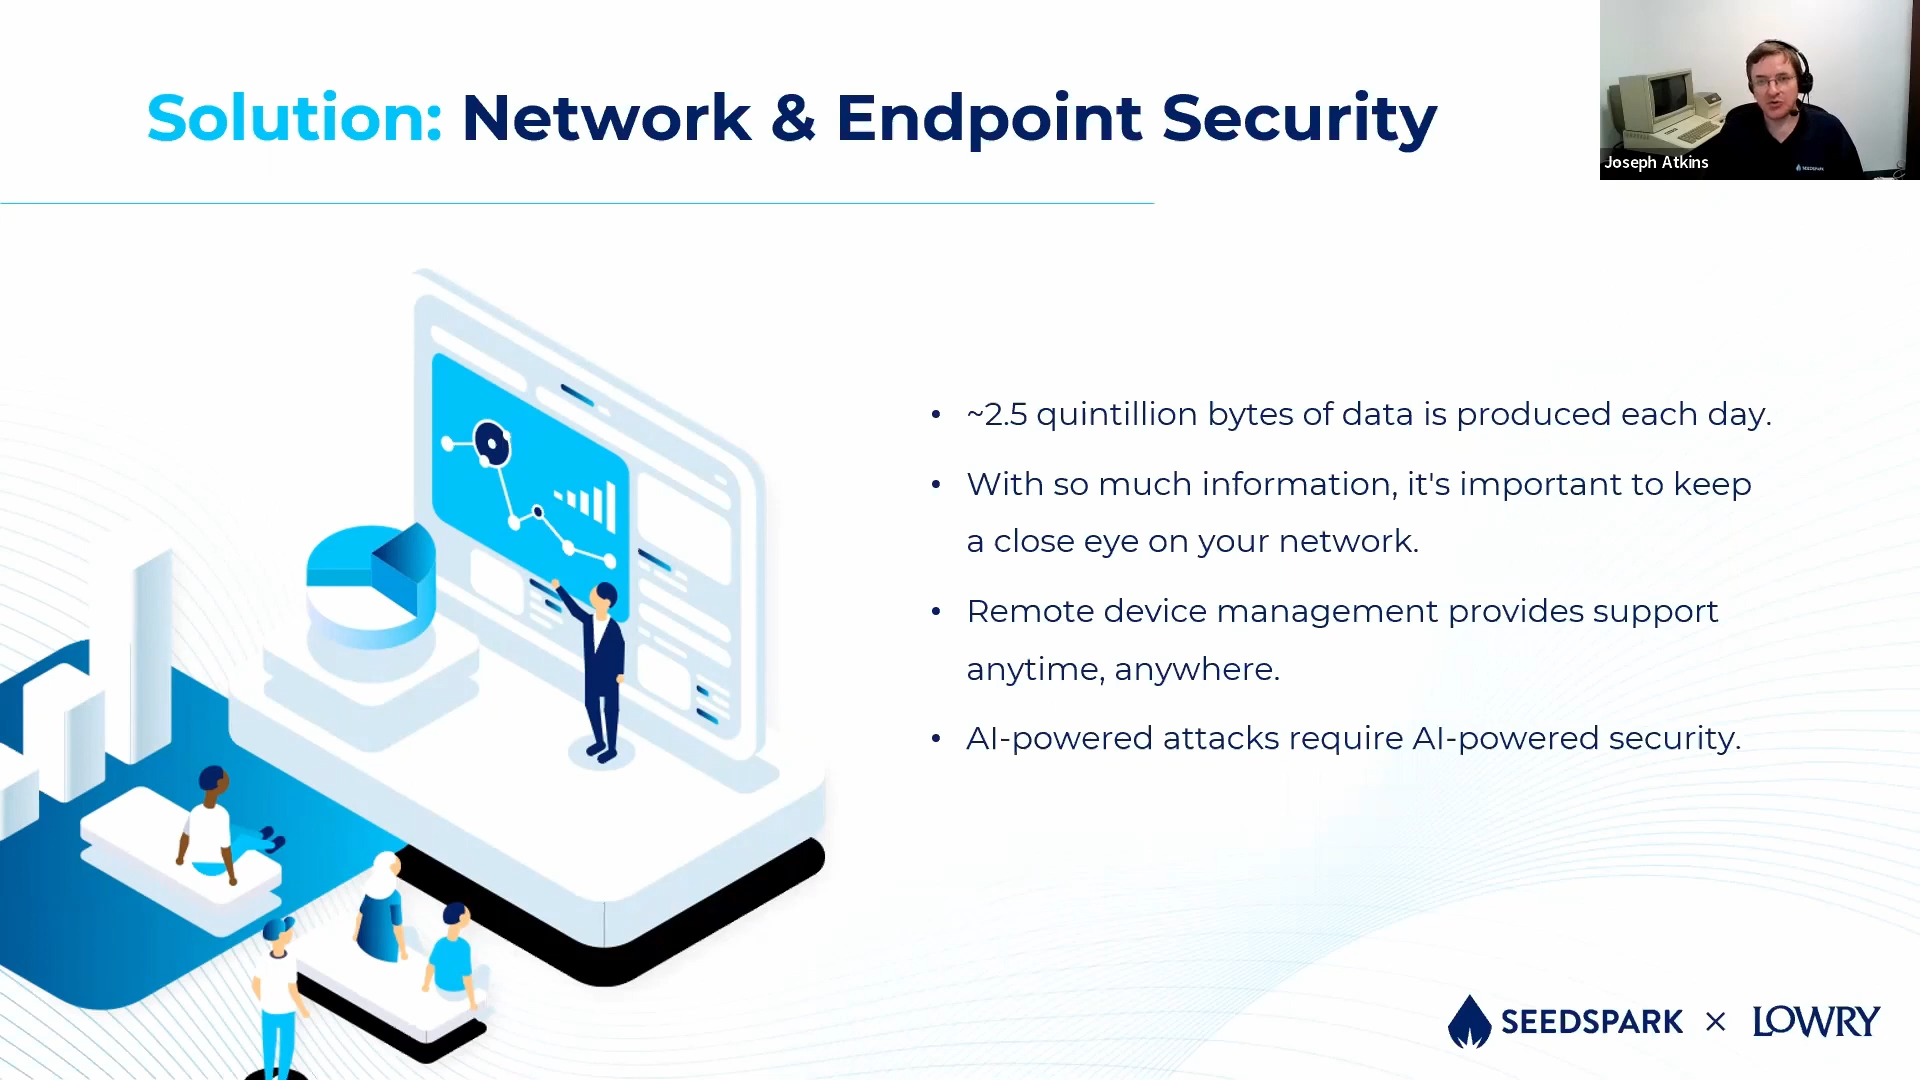 Solution: Network & Endpoint Security
Joseph Atkins
SEEDSPARK
• ~2.5 quintillion bytes of data is produced each day.
• With so much information, it's important to keep
a close eye on your network.
• Remote device management provides support
anytime, anywhere.
• AI-powered attacks require AI-powered security.
SEEDSPARK × LOWRY